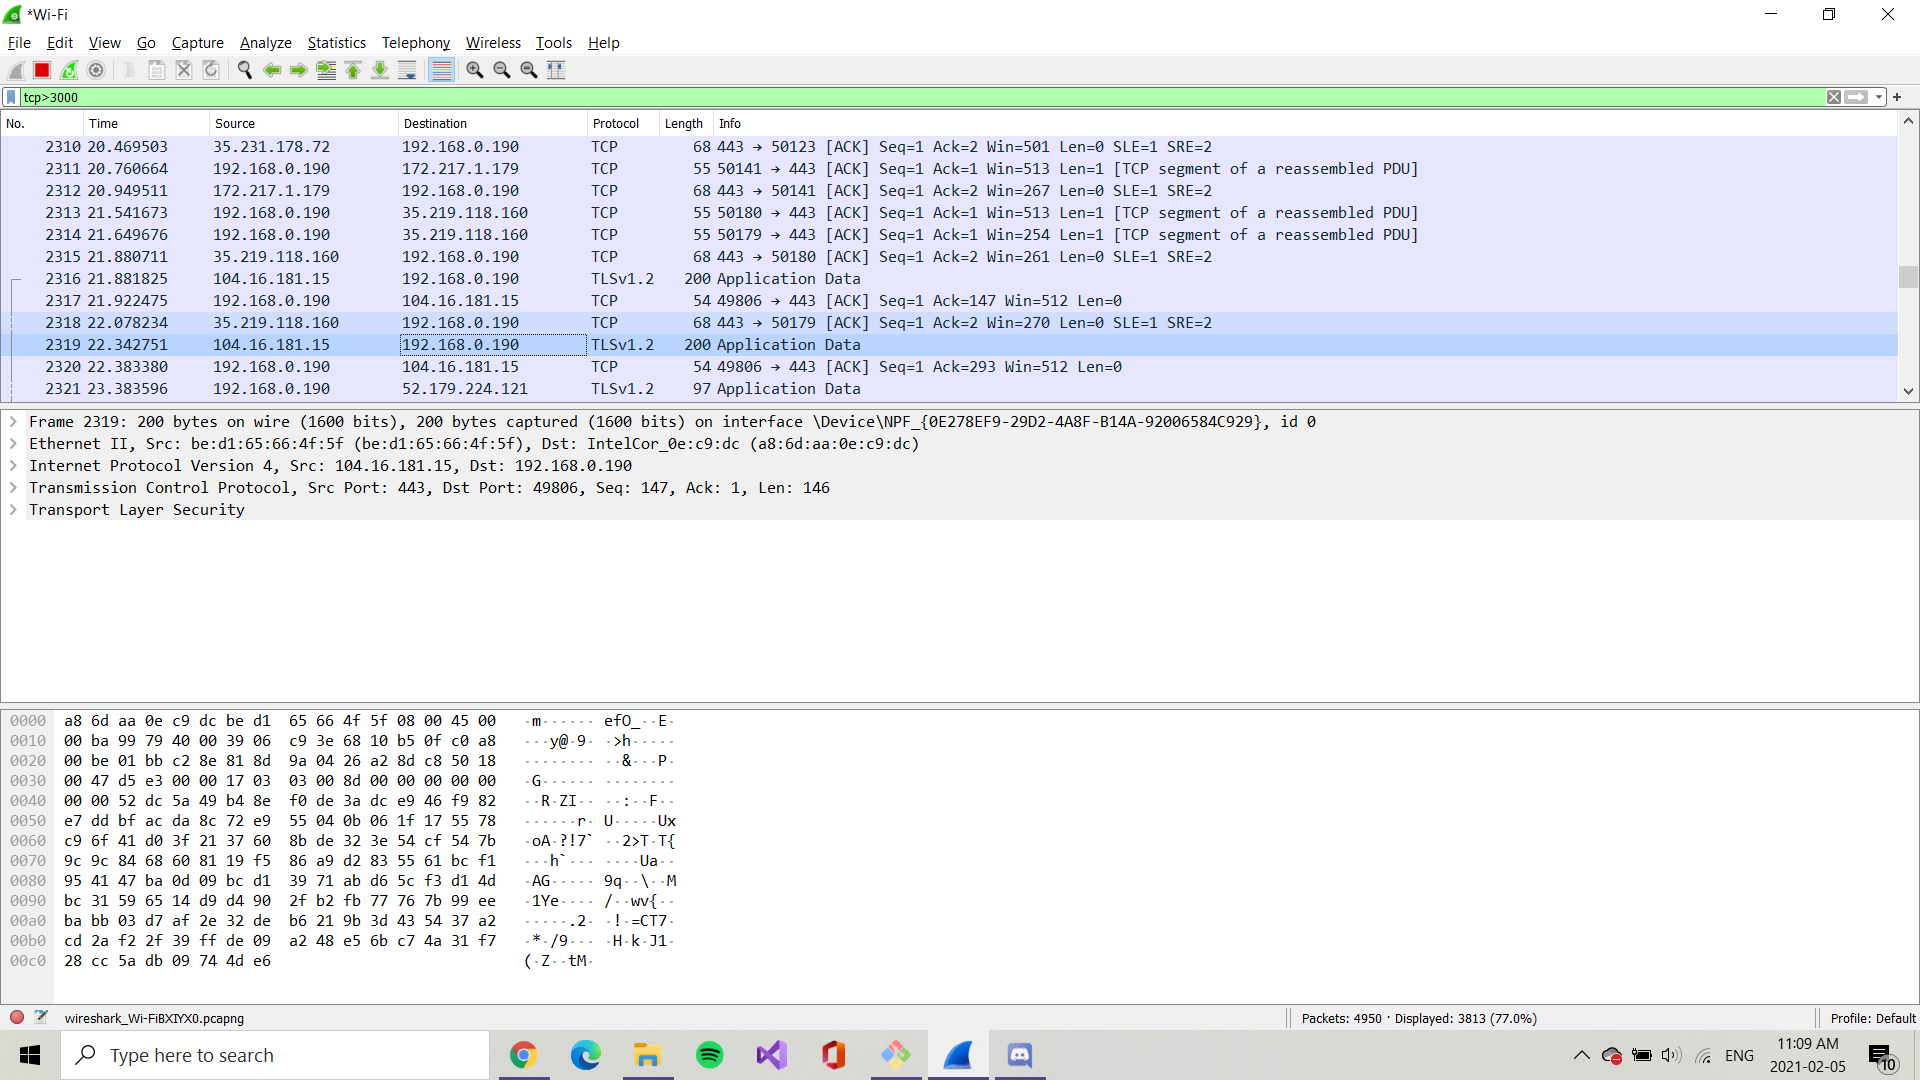 *Wi-Fi
File Edit View Go Capture Analyze Statistics Telephony Wireless Tools Help
tcp>3000
No. Time Source Destination Protocol Length Info
2310 20.469503 35.231.178.72 192.168.0.190 TCP 68 443 → 50123 [ACK] Seq=1 Ack=2 Win=501 Len=0 SLE=1 SRE=2
2311 20.760664 192.168.0.190 172.217.1.179 TCP 55 50141 → 443 [ACK] Seq=1 Ack=1 Win=513 Len=1 [TCP segment of a reassembled PDU]
2312 20.949511 172.217.1.179 192.168.0.190 TCP 68 443 → 50141 [ACK] Seq=1 Ack=2 Win=267 Len=0 SLE=1 SRE=2
2313 21.541673 192.168.0.190 35.219.118.160 TCP 55 50180 → 443 [ACK] Seq=1 Ack=1 Win=513 Len=1 [TCP segment of a reassembled PDU]
2314 21.649676 192.168.0.190 35.219.118.160 TCP 55 50179 → 443 [ACK] Seq=1 Ack=1 Win=254 Len=1 [TCP segment of a reassembled PDU]
2315 21.880711 35.219.118.160 192.168.0.190 TCP 68 443 → 50180 [ACK] Seq=1 Ack=2 Win=261 Len=0 SLE=1 SRE=2
2316 21.881825 104.16.181.15 192.168.0.190 TLSv1.2 200 Application Data
2317 21.922475 192.168.0.190 104.16.181.15 TCP 54 49806 → 443 [ACK] Seq=1 Ack=147 Win=512 Len=0
2318 22.078234 35.219.118.160 192.168.0.190 TCP 68 443 → 50179 [ACK] Seq=1 Ack=2 Win=270 Len=0 SLE=1 SRE=2
2319 22.342751 104.16.181.15 192.168.0.190 TLSv1.2 200 Application Data
2320 22.383380 192.168.0.190 104.16.181.15 TCP 54 49806 → 443 [ACK] Seq=1 Ack=293 Win=512 Len=0
2321 23.383596 192.168.0.190 52.179.224.121 TLSv1.2 97 Application Data
Frame 2319: 200 bytes on wire (1600 bits), 200 bytes captured (1600 bits) on interface \Device\NPF_{0E278EF9-29D2-4A8F-B14A-92006584C929}, id 0
Ethernet II, Src: be:d1:65:66:4f:5f (be:d1:65:66:4f:5f), Dst: IntelCor_0e:c9:dc (a8:6d:aa:0e:c9:dc)
Internet Protocol Version 4, Src: 104.16.181.15, Dst: 192.168.0.190
Transmission Control Protocol, Src Port: 443, Dst Port: 49806, Seq: 147, Ack: 1, Len: 146
Transport Layer Security
0000 a8 6d aa 0e c9 dc be d1 65 66 4f 5f 08 00 45 00 ·m······ efO_··E·
0010 00 ba 99 79 40 00 39 06 c9 3e 68 10 b5 0f c0 a8 ···y@·9· ·>h·····
0020 00 be 01 bb c2 8e 81 8d 9a 04 26 a2 8d c8 50 18 ········ ··&···P·
0030 00 47 d5 e3 00 00 17 03 03 00 8d 00 00 00 00 00 ·G······ ········
0040 00 00 52 dc 5a 49 b4 8e f0 de 3a dc e9 46 f9 82 ··R·ZI·· ··:··F··
0050 e7 dd bf ac da 8c 72 e9 55 04 0b 06 1f 17 55 78 ······r· U·····Ux
0060 c9 6f 41 d0 3f 21 37 60 8b de 32 3e 54 cf 54 7b ·oA·?!7` ··2>T·T{
0070 9c 9c 84 68 60 81 19 f5 86 a9 d2 83 55 61 bc f1 ···h`··· ····Ua··
0080 95 41 47 ba 0d 09 bc d1 39 71 ab d6 5c f3 d1 4d ·AG····· 9q··\··M
0090 bc 31 59 65 14 d9 d4 90 2f b2 fb 77 76 7b 99 ee ·1Ye···· /··wv{··
00a0 ba bb 03 d7 af 2e 32 de b6 21 9b 3d 43 54 37 a2 ·····.2· ·!·=CT7·
00b0 cd 2a f2 2f 39 ff de 09 a2 48 e5 6b c7 4a 31 f7 ·*·/9··· ·H·k·J1·
00c0 28 cc 5a db 09 74 4d e6 (·Z··tM·
wireshark_Wi-FiBXIYX0.pcapng Packets: 4950 · Displayed: 3813 (77.0%) Profile: Default
Type here to search
ENG
11:09 AM
2021-02-05
10